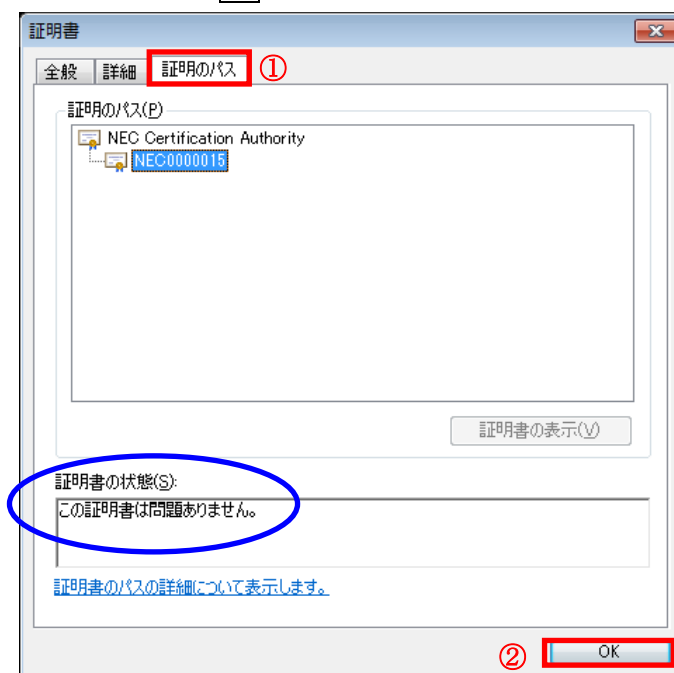 証明書
全般 詳細 証明のパス ①
証明のパス(P)
NEC Certification Authority
NEC0000015
証明書の表示(V)
証明書の状態(S):
この証明書は問題ありません。
証明書のパスの詳細について表示します。
② OK